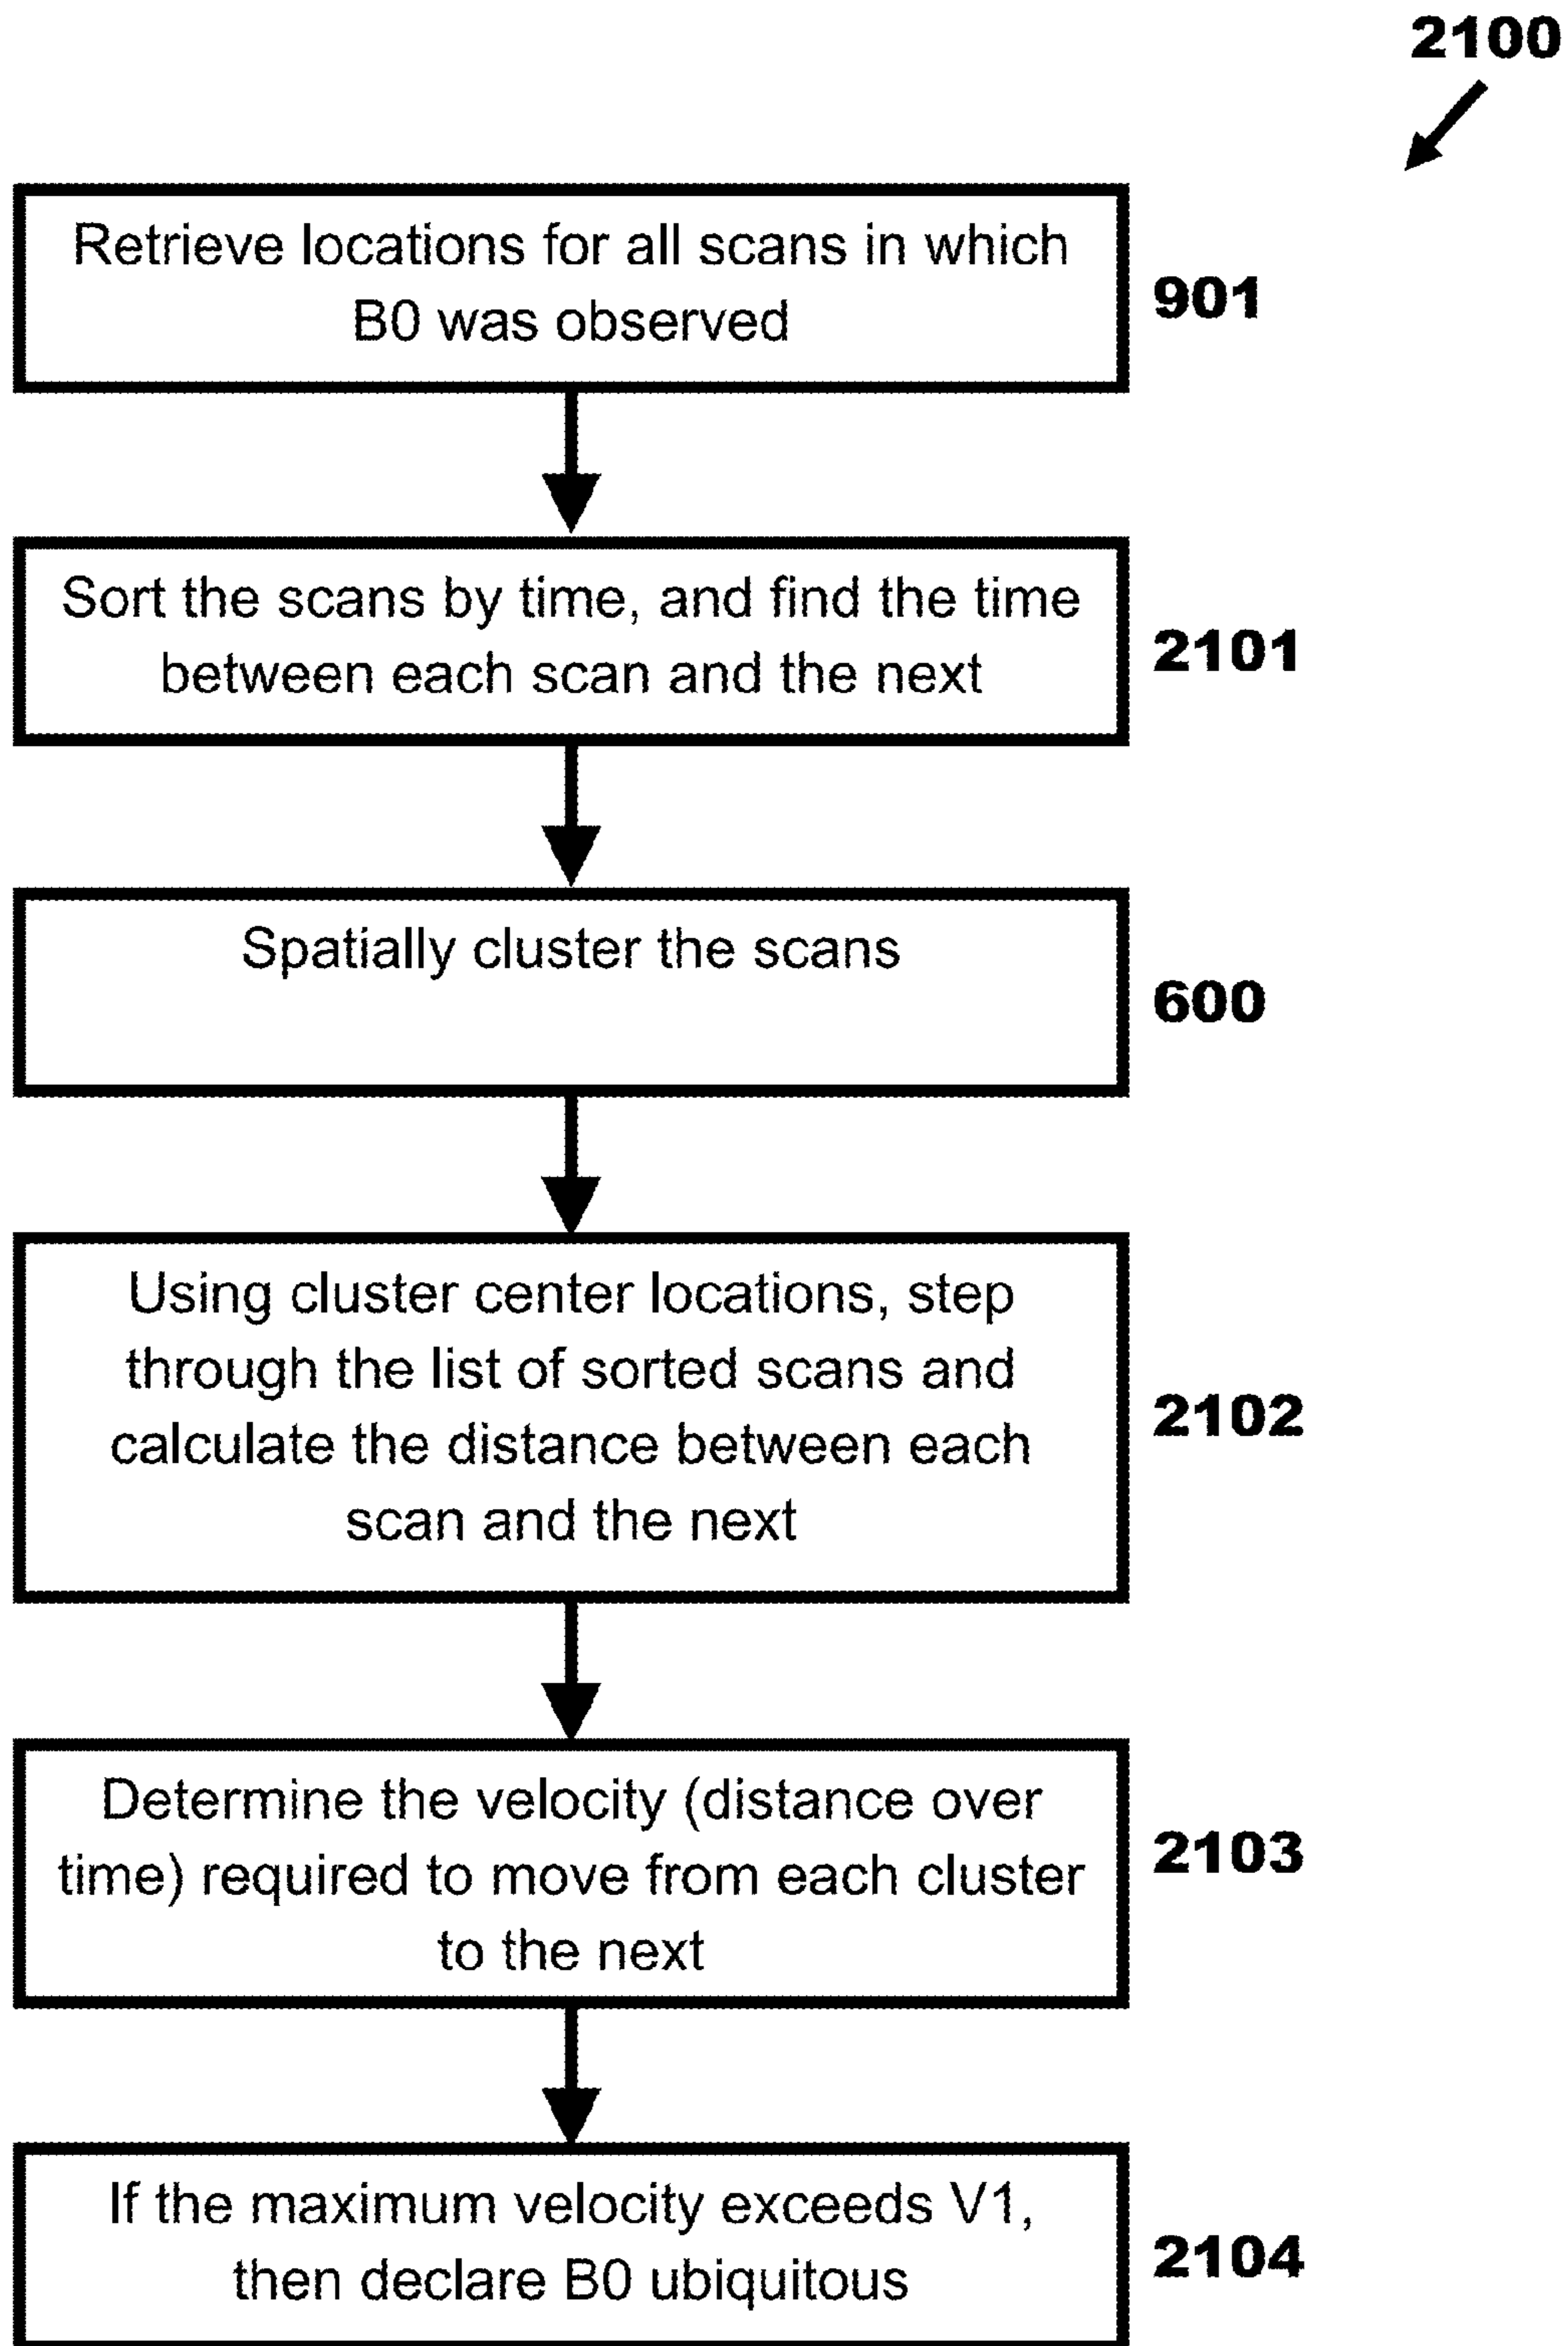 2100
Retrieve locations for all scans in which
B0 was observed
901
Sort the scans by time, and find the time
between each scan and the next
2101
Spatially cluster the scans
600
Using cluster center locations, step
through the list of sorted scans and
calculate the distance between each
scan and the next
2102
Determine the velocity (distance over
time) required to move from each cluster
to the next
2103
If the maximum velocity exceeds V1,
then declare B0 ubiquitous
2104